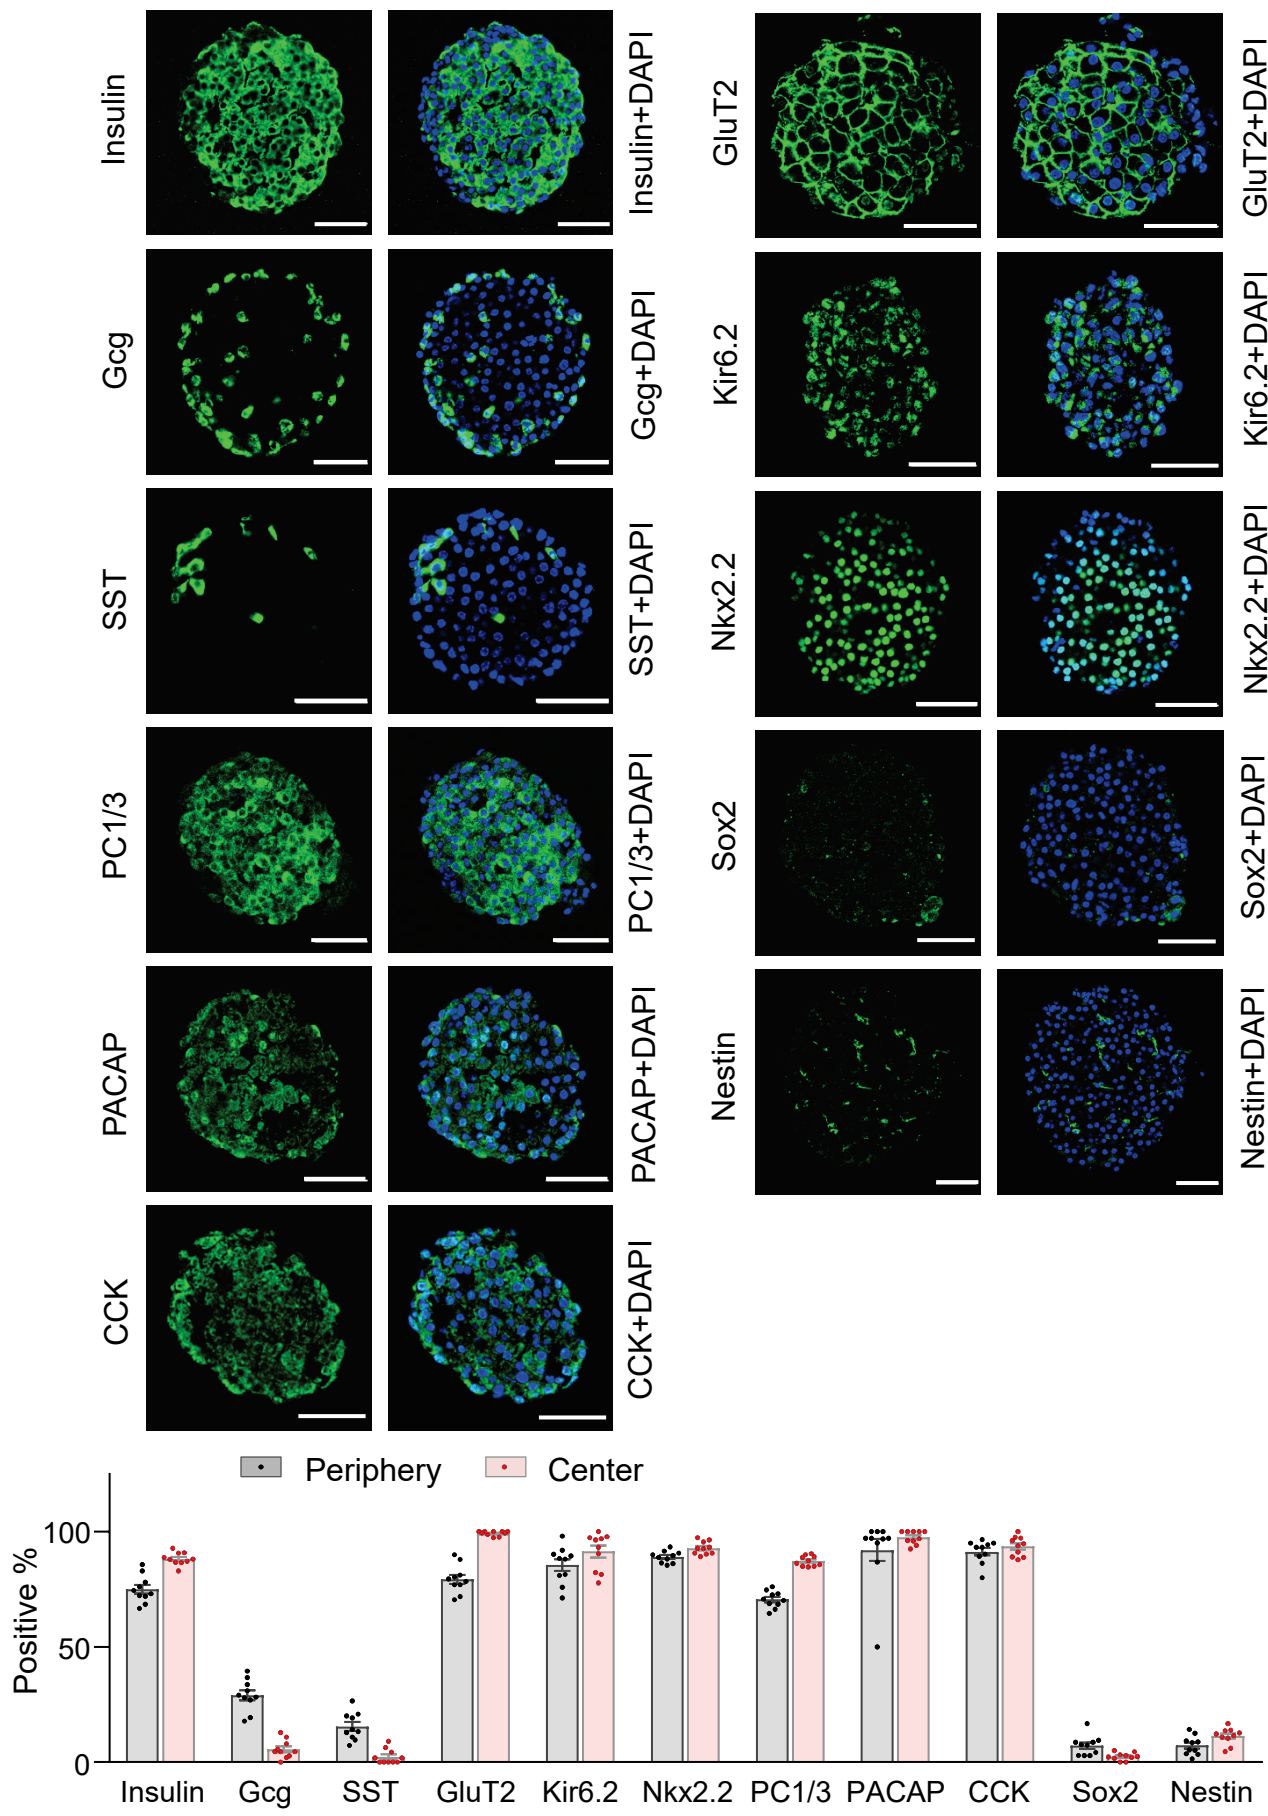 Insulin
Insulin+DAPI
GluT2
GluT2+DAPI
Gcg
Gcg+DAPI
Kir6.2
Kir6.2+DAPI
SST
SST+DAPI
Nkx2.2
Nkx2.2+DAPI
PC1/3
PC1/3+DAPI
Sox2
Sox2+DAPI
PACAP
PACAP+DAPI
Nestin
Nestin+DAPI
CCK
CCK+DAPI
Periphery Center
Positive %
100
50
0
Insulin Gcg SST GluT2 Kir6.2 Nkx2.2 PC1/3 PACAP CCK Sox2 Nestin